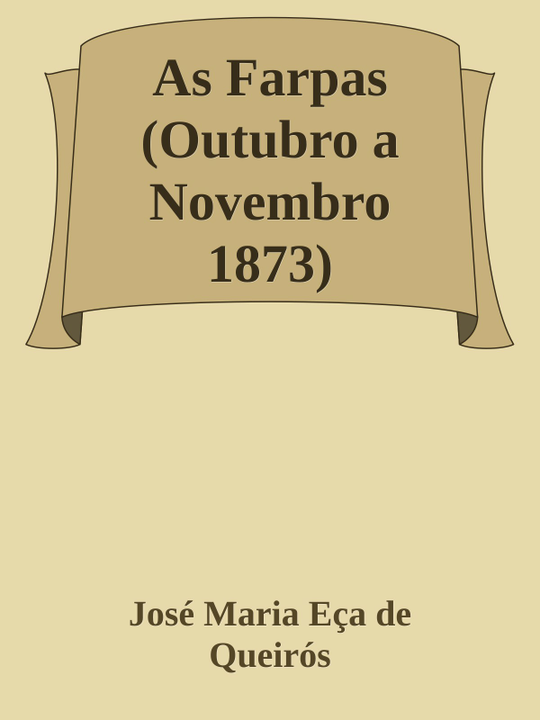 As Farpas
(Outubro a
Novembro
1873)
José Maria Eça de
Queirós